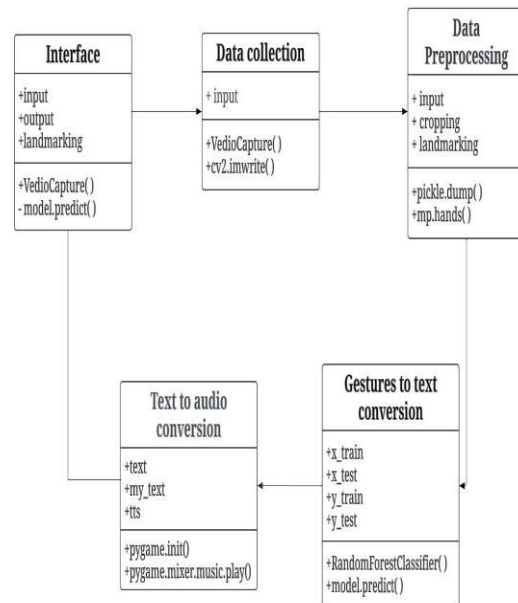 Interface
+input
+output
+landmarking
+VedioCapture()
- model.predict()
Data collection
+ input
+VedioCapture()
+cv2.imwrite()
Data
Preprocessing
+ input
+ cropping
+ landmarking
+pickle.dump()
+mp.hands()
Text to audio
conversion
+text
+my_text
+tts
+pygame.init()
+pygame.mixer.music.play()
Gestures to text
conversion
+x_train
+x_test
+y_train
+y_test
+RandomForestClassifier()
+model.predict()